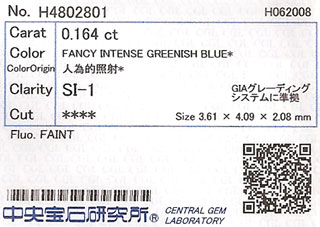 No. H4802801 H062008
Carat 0.164 ct
Color FANCY INTENSE GREENISH BLUE*
ColorOrigin 人為的照射*
Clarity SI-1 GIAグレーディング
システムに準拠
Cut **** Size 3.61 × 4.09 × 2.08 mm
Fluo. FAINT
中央宝石研究所® CENTRAL GEM
LABORATORY